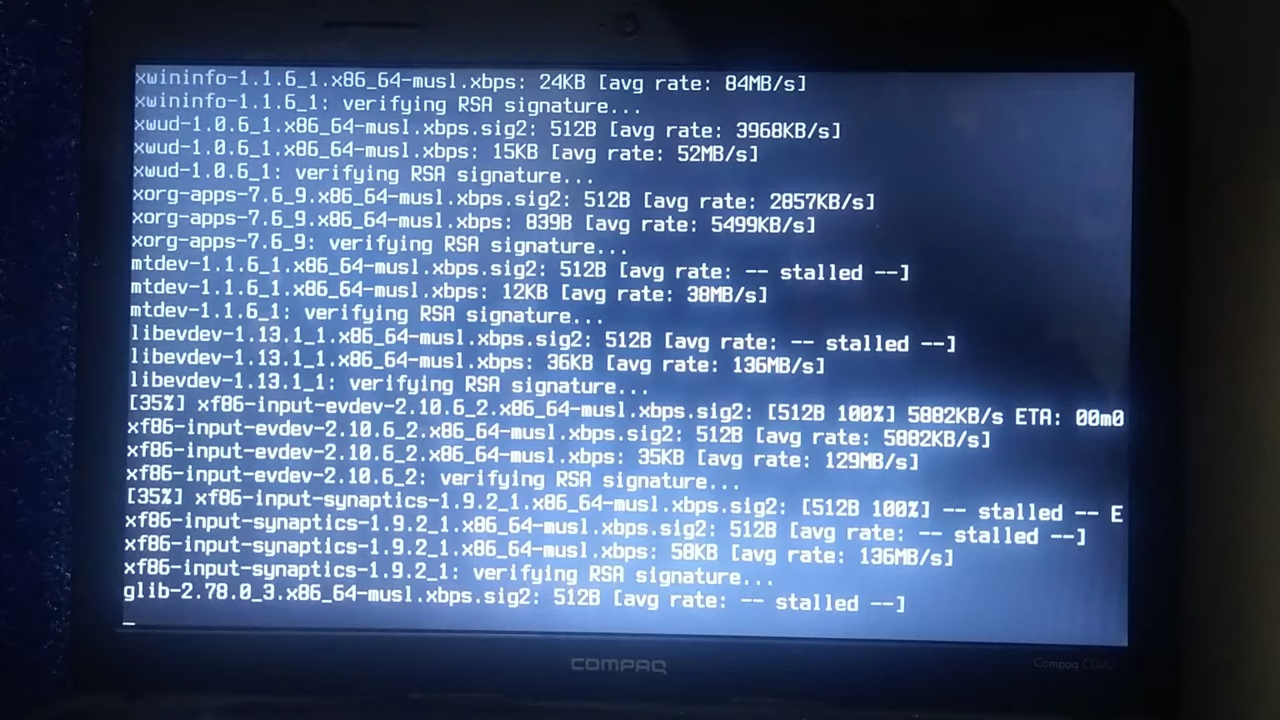 xwininfo-1.1.6_1.x86_64-musl.xbps: 24KB [avg rate: 84MB/s]
xwininfo-1.1.6_1: verifying RSA signature...
xwud-1.0.6_1.x86_64-musl.xbps.sig2: 512B [avg rate: 3968KB/s]
xwud-1.0.6_1.x86_64-musl.xbps: 15KB [avg rate: 52MB/s]
xwud-1.0.6_1: verifying RSA signature...
xorg-apps-7.6_9.x86_64-musl.xbps.sig2: 512B [avg rate: 2857KB/s]
xorg-apps-7.6_9.x86_64-musl.xbps: 839B [avg rate: 5499KB/s]
xorg-apps-7.6_9: verifying RSA signature...
mtdev-1.1.6_1.x86_64-musl.xbps.sig2: 512B [avg rate: -- stalled --]
mtdev-1.1.6_1.x86_64-musl.xbps: 12KB [avg rate: 38MB/s]
mtdev-1.1.6_1: verifying RSA signature...
libevdev-1.13.1_1.x86_64-musl.xbps.sig2: 512B [avg rate: -- stalled --]
libevdev-1.13.1_1.x86_64-musl.xbps: 36KB [avg rate: 136MB/s]
libevdev-1.13.1_1: verifying RSA signature...
[35%] xf86-input-evdev-2.10.6_2.x86_64-musl.xbps.sig2: [512B 100%] 5882KB/s ETA: 00m0
xf86-input-evdev-2.10.6_2.x86_64-musl.xbps.sig2: 512B [avg rate: 5882KB/s]
xf86-input-evdev-2.10.6_2.x86_64-musl.xbps: 35KB [avg rate: 129MB/s]
xf86-input-evdev-2.10.6_2: verifying RSA signature...
[35%] xf86-input-synaptics-1.9.2_1.x86_64-musl.xbps.sig2: [512B 100%] -- stalled -- E
xf86-input-synaptics-1.9.2_1.x86_64-musl.xbps.sig2: 512B [avg rate: -- stalled --]
xf86-input-synaptics-1.9.2_1.x86_64-musl.xbps: 58KB [avg rate: 136MB/s]
xf86-input-synaptics-1.9.2_1: verifying RSA signature...
glib-2.78.0_3.x86_64-musl.xbps.sig2: 512B [avg rate: -- stalled --]
_
COMPAQ
Compaq